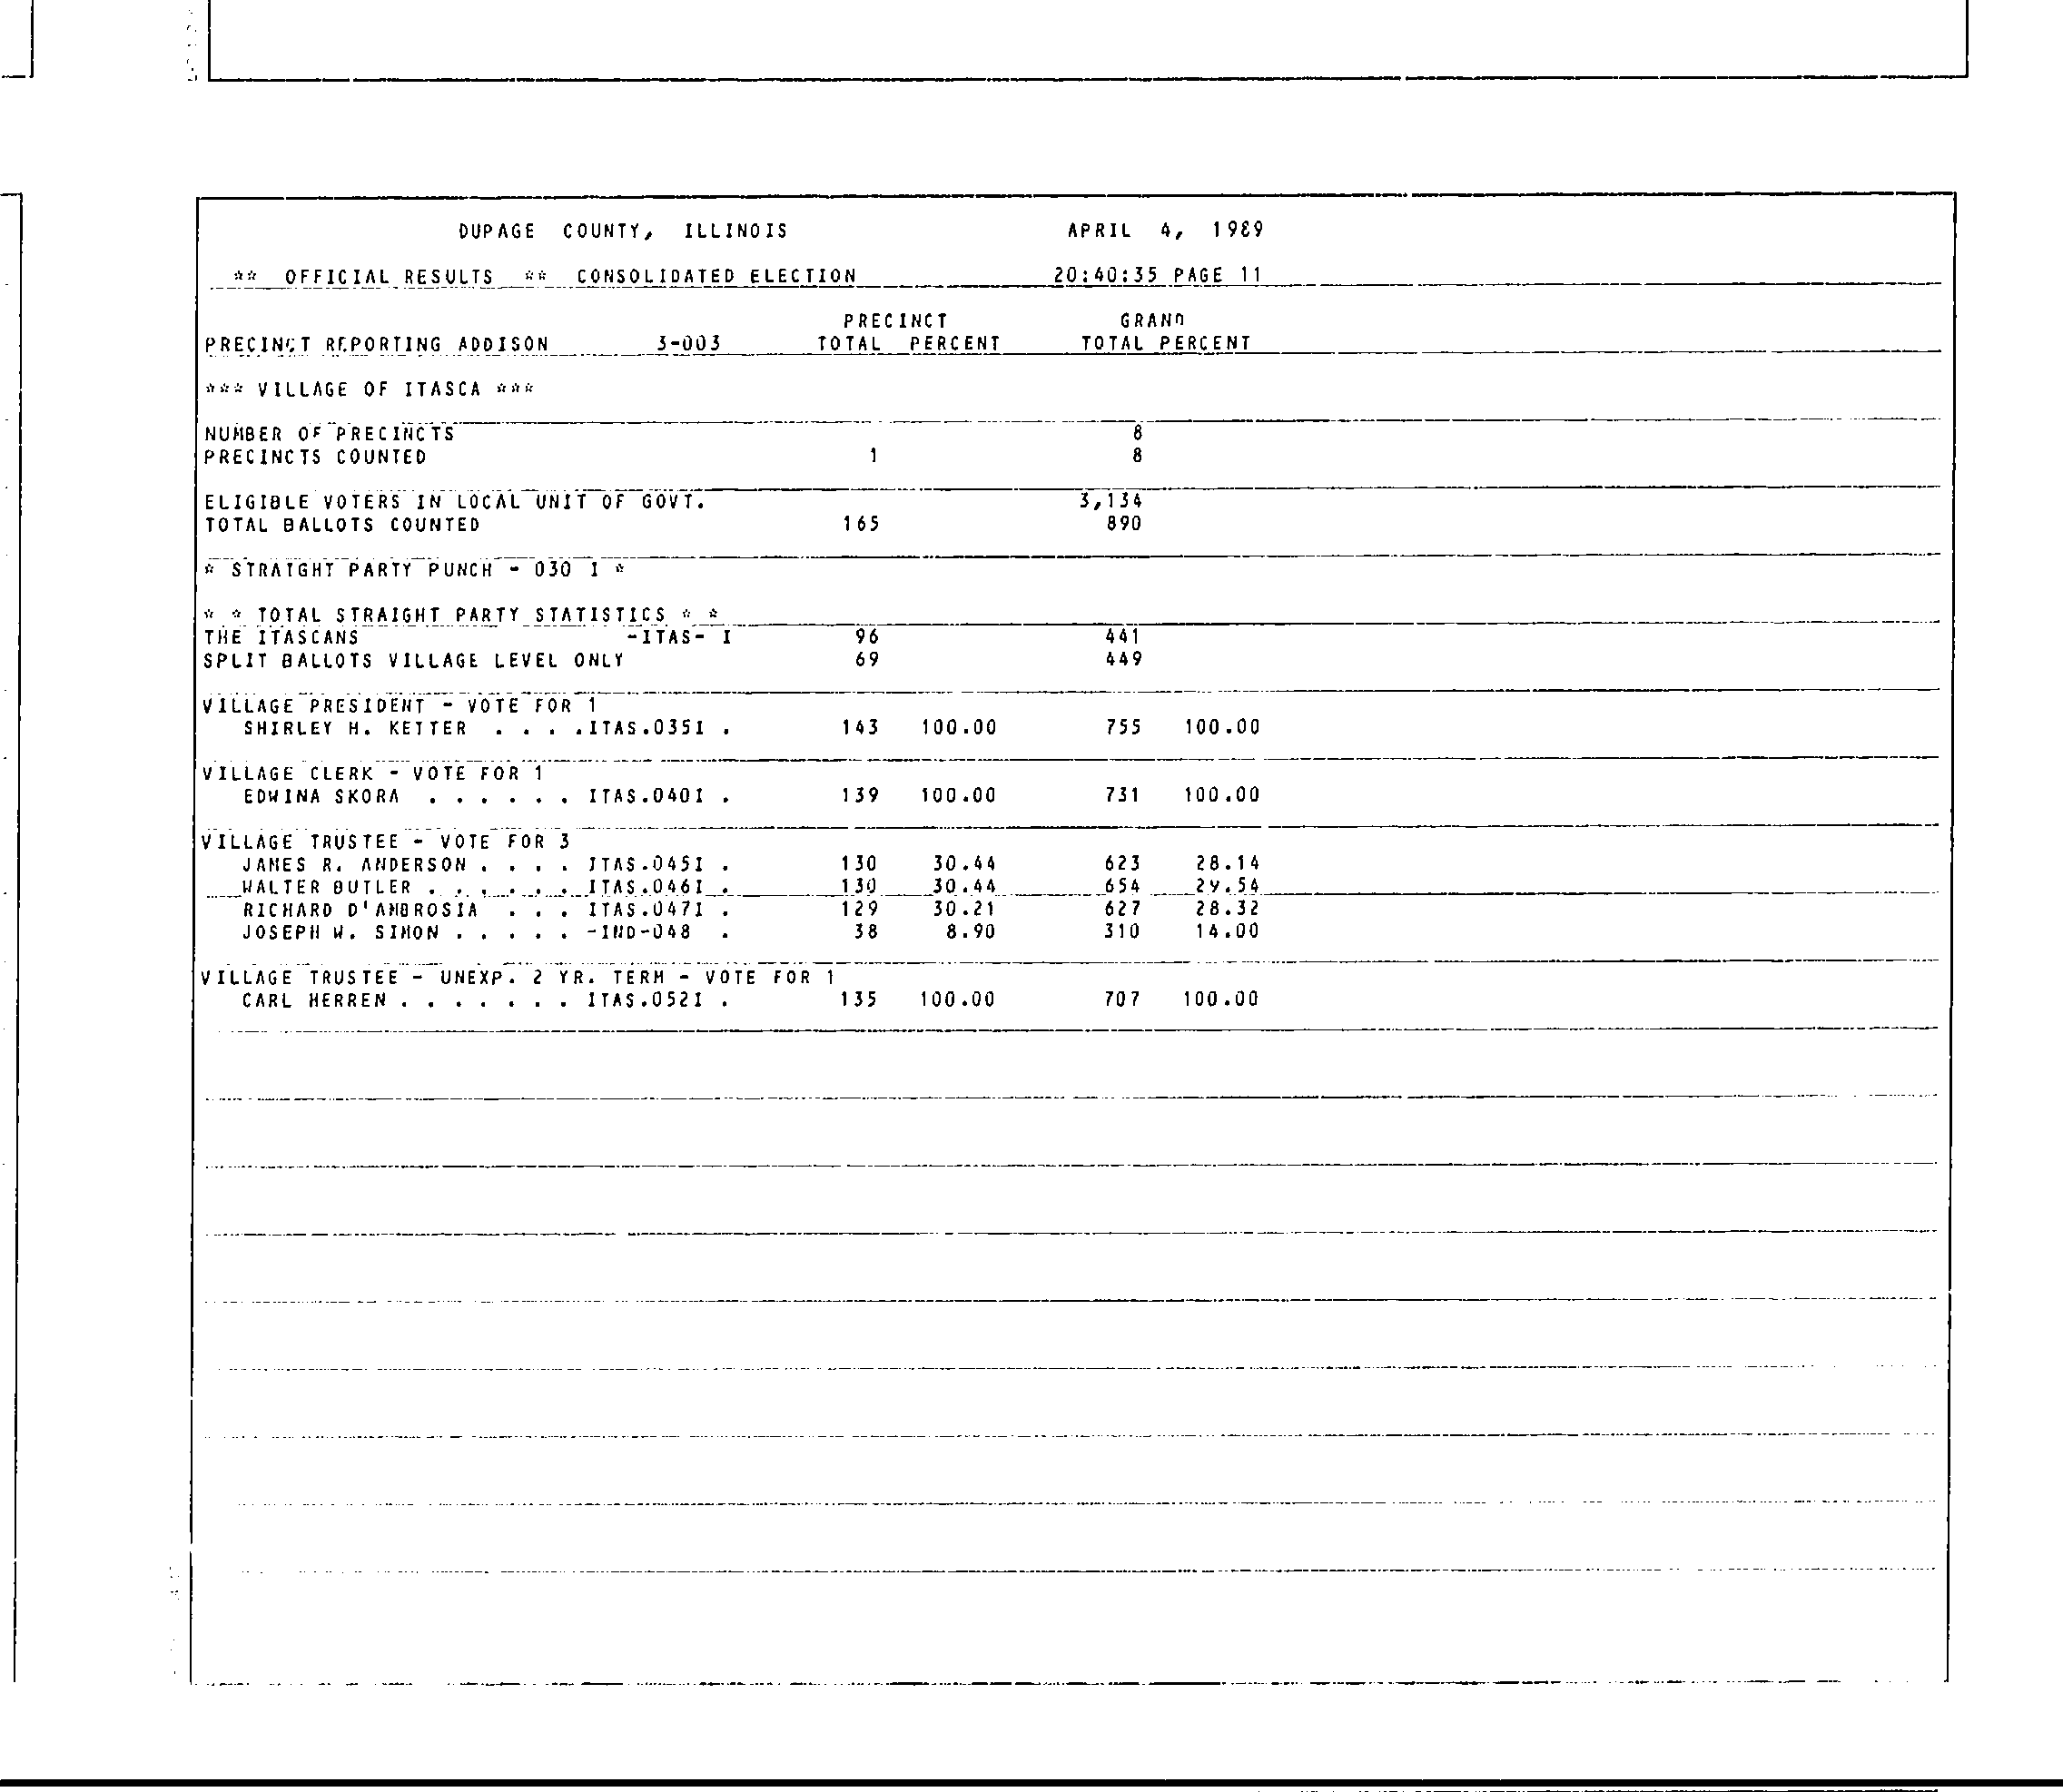 DUPAGE COUNTY, ILLINOIS APRIL 4, 1989
** OFFICIAL RESULTS ** CONSOLIDATED ELECTION 20:40:35 PAGE 11
PRECINCT GRAND
PRECINCT REPORTING ADDISON 3-003 TOTAL PERCENT TOTAL PERCENT
*** VILLAGE OF ITASCA ***
NUMBER OF PRECINCTS 8
PRECINCTS COUNTED 1 8
ELIGIBLE VOTERS IN LOCAL UNIT OF GOVT. 3,134
TOTAL BALLOTS COUNTED 165 890
* STRAIGHT PARTY PUNCH - 030 I *
* * TOTAL STRAIGHT PARTY STATISTICS * *
THE ITASCANS -ITAS- I 96 441
SPLIT BALLOTS VILLAGE LEVEL ONLY 69 449
VILLAGE PRESIDENT - VOTE FOR 1
SHIRLEY H. KETTER . . . .ITAS.035I . 143 100.00 755 100.00
VILLAGE CLERK - VOTE FOR 1
EDWINA SKORA . . . . . . ITAS.040I . 139 100.00 731 100.00
VILLAGE TRUSTEE - VOTE FOR 3
JAMES R. ANDERSON . . . . ITAS.045I . 130 30.44 623 28.14
WALTER BUTLER . . . . . . ITAS.046I . 130 30.44 654 29.54
RICHARD D'AMBROSIA . . . ITAS.047I . 129 30.21 627 28.32
JOSEPH W. SIMON . . . . . -IND-048 . 38 8.90 310 14.00
VILLAGE TRUSTEE - UNEXP. 2 YR. TERM - VOTE FOR 1
CARL HERREN . . . . . . . ITAS.052I . 135 100.00 707 100.00